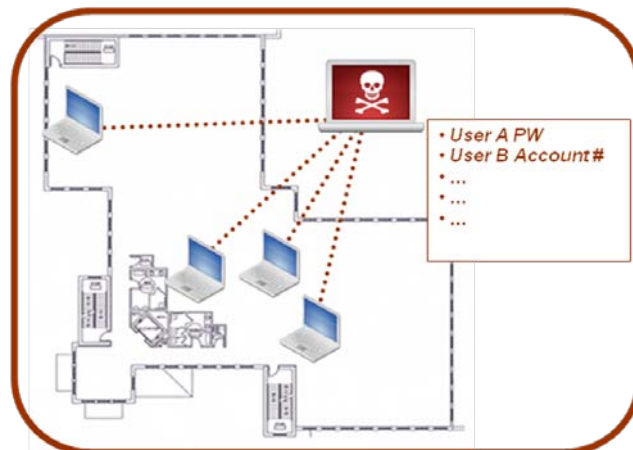 • User A PW
• User B Account #
• ...
• ...
• ...